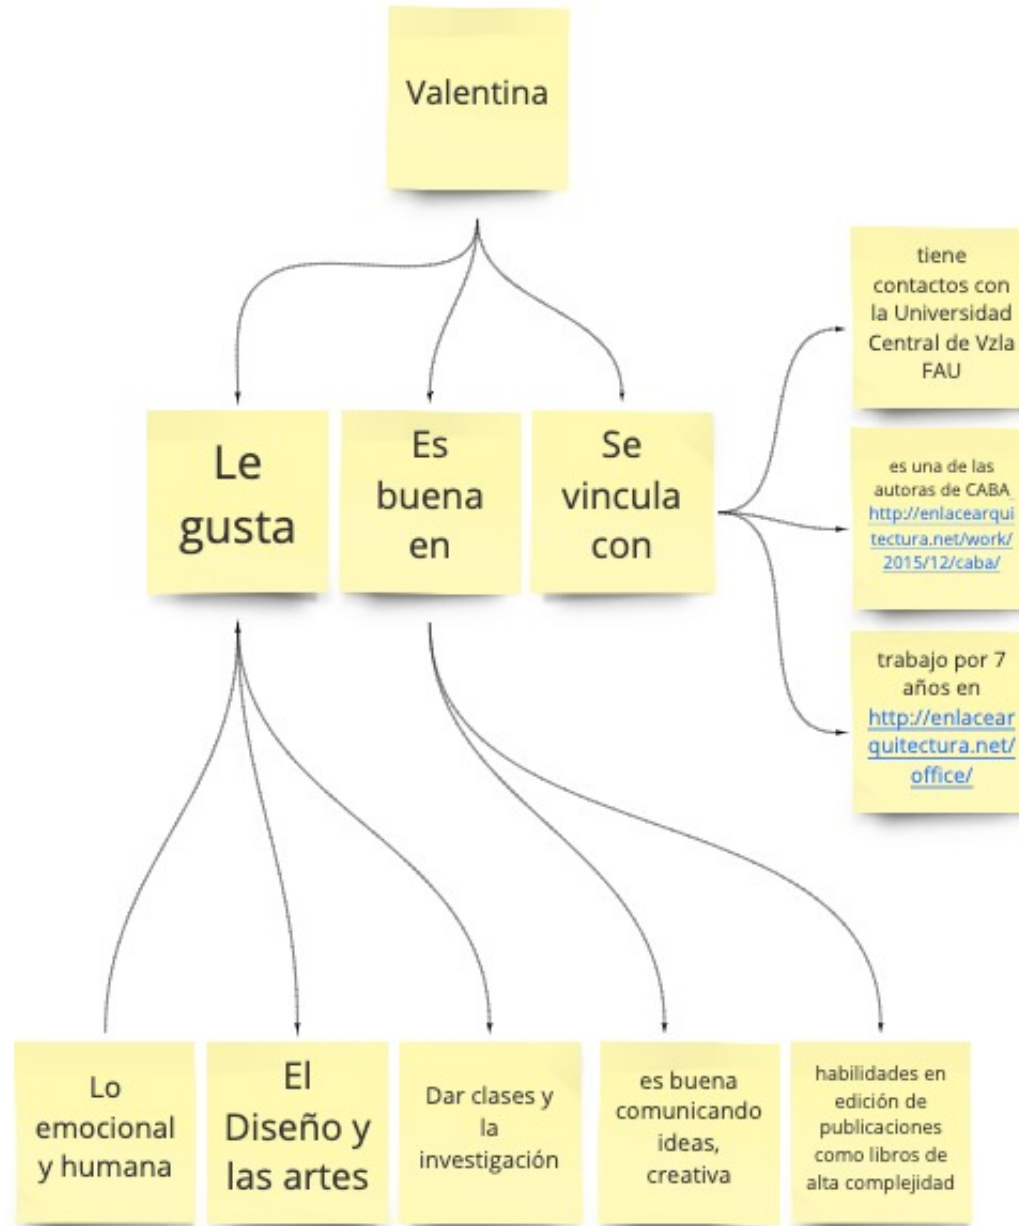 Valentina
Le
gusta
Es
buena
en
Se
vincula
con
tiene
contactos con
la Universidad
Central de Vzla
FAU
es una de las
autoras de CABA
http://enlacearqui
tectura.net/work/
2015/12/caba/
trabajo por 7
años en
http://enlacear
quitectura.net/
office/
Lo
emocional
y humana
El
Diseño y
las artes
Dar clases y
la
investigación
es buena
comunicando
ideas,
creativa
habilidades en
edición de
publicaciones
como libros de
alta complejidad